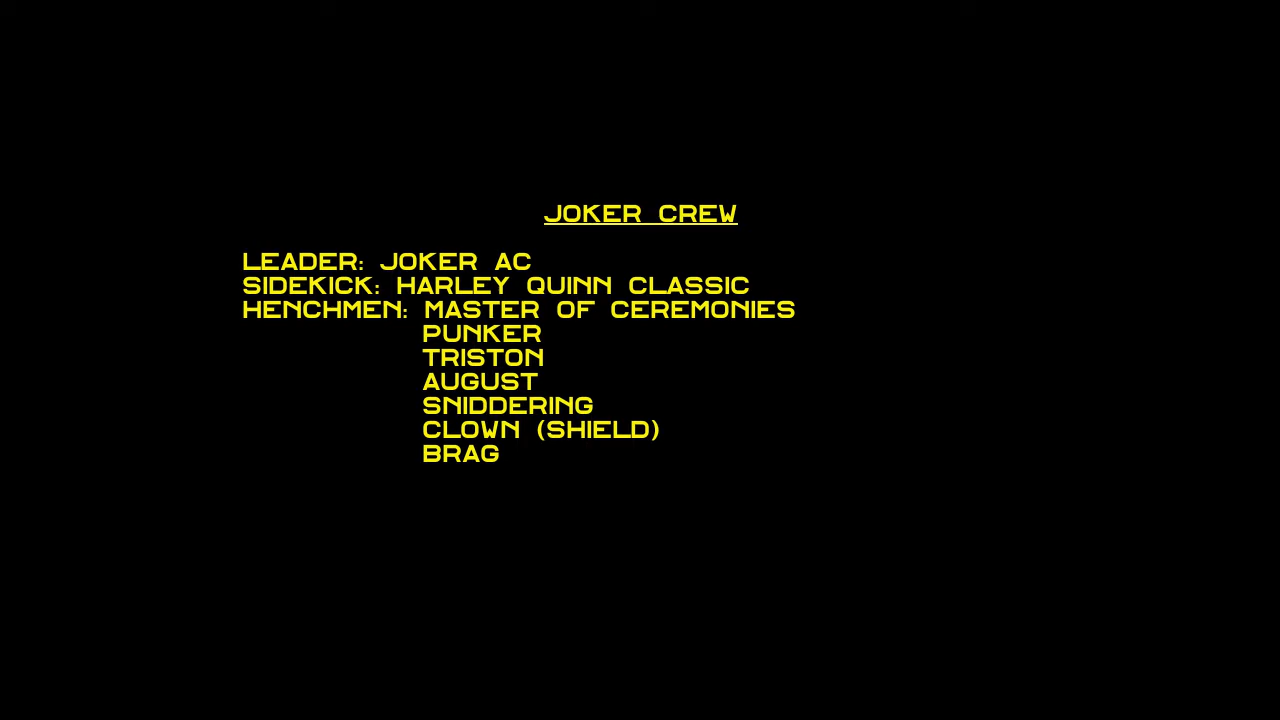 JOKER CREW
LEADER: JOKER AC
SIDEKICK: HARLEY QUINN CLASSIC
HENCHMEN: MASTER OF CEREMONIES
PUNKER
TRISTON
AUGUST
SNIDDERING
CLOWN (SHIELD)
BRAG